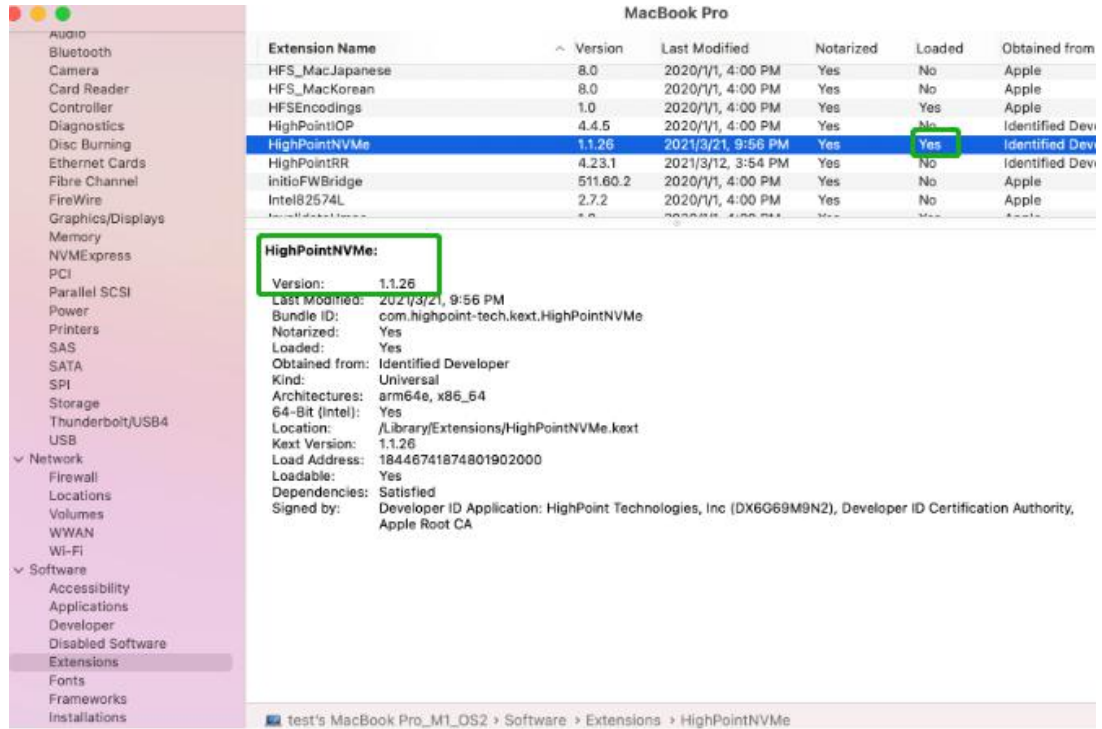 MacBook Pro
Audio
Bluetooth
Camera
Card Reader
Controller
Diagnostics
Disc Burning
Ethernet Cards
Fibre Channel
FireWire
Graphics/Displays
Memory
NVMExpress
PCI
Parallel SCSI
Power
Printers
SAS
SATA
SPI
Storage
Thunderbolt/USB4
USB
Network
Firewall
Locations
Volumes
WWAN
Wi-Fi
Software
Accessibility
Applications
Developer
Disabled Software
Extensions
Fonts
Frameworks
Installations
Extension Name Version Last Modified Notarized Loaded Obtained from
HFS_MacJapanese 8.0 2020/1/1, 4:00 PM Yes No Apple
HFS_MacKorean 8.0 2020/1/1, 4:00 PM Yes No Apple
HFSEncodings 1.0 2020/1/1, 4:00 PM Yes Yes Apple
HighPointIOP 4.4.5 2020/1/1, 4:00 PM Yes No Identified Dev
HighPointNVMe 1.1.26 2021/3/21, 9:56 PM Yes Yes Identified Dev
HighPointRR 4.23.1 2021/3/12, 3:54 PM Yes No Identified Dev
initioFWBridge 511.60.2 2020/1/1, 4:00 PM Yes No Apple
Intel82574L 2.7.2 2020/1/1, 4:00 PM Yes No Apple
HighPointNVMe:
Version: 1.1.26
Last Modified: 2021/3/21, 9:56 PM
Bundle ID: com.highpoint-tech.kext.HighPointNVMe
Notarized: Yes
Loaded: Yes
Obtained from: Identified Developer
Kind: Universal
Architectures: arm64e, x86_64
64-Bit (Intel): Yes
Location: /Library/Extensions/HighPointNVMe.kext
Kext Version: 1.1.26
Load Address: 18446741874801902000
Loadable: Yes
Dependencies: Satisfied
Signed by: Developer ID Application: HighPoint Technologies, Inc (DX6G69M9N2), Developer ID Certification Authority,
Apple Root CA
test's MacBook Pro_M1_OS2 › Software › Extensions › HighPointNVMe